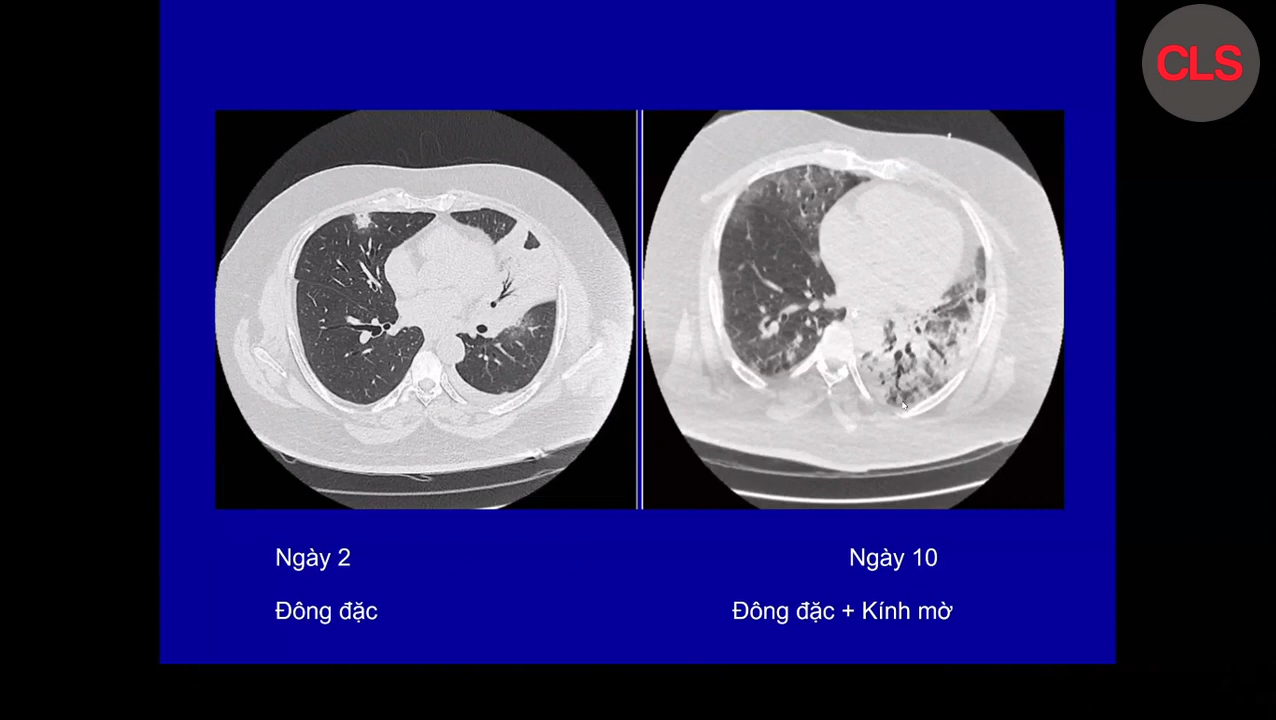 CLS
Ngày 2
Ngày 10
Đông đặc
Đông đặc + Kính mờ